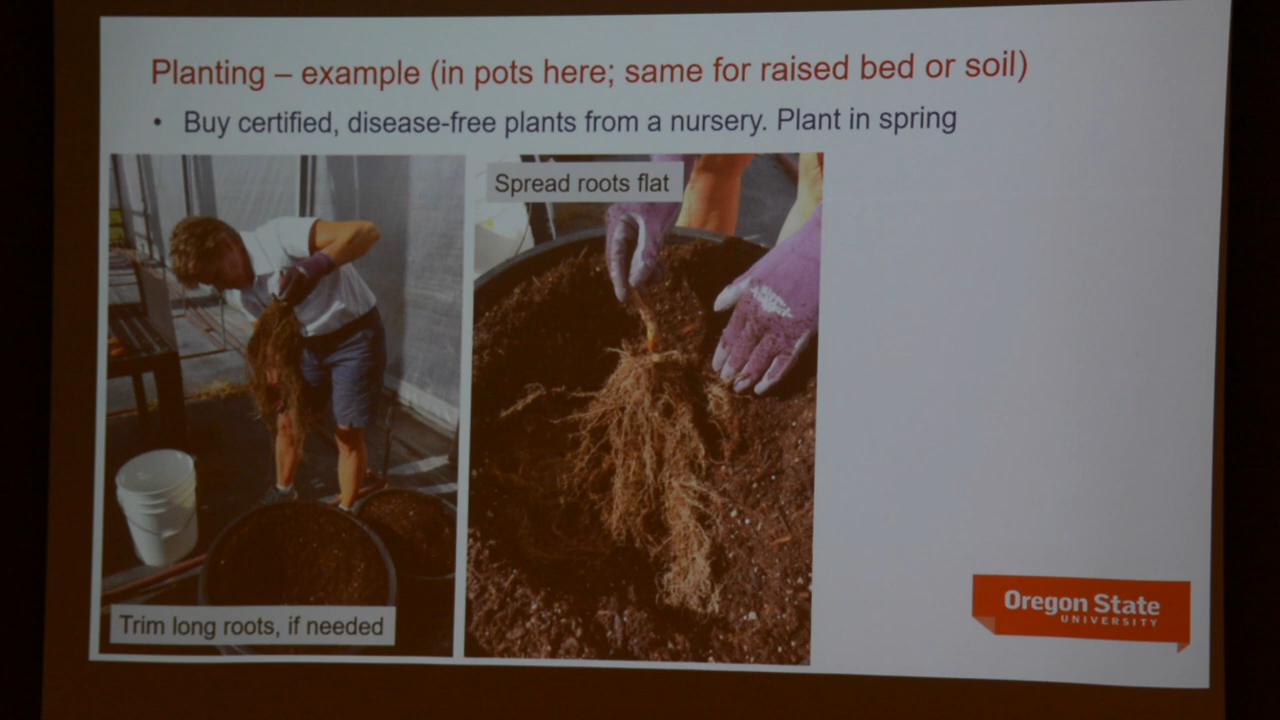 Planting – example (in pots here; same for raised bed or soil)
• Buy certified, disease-free plants from a nursery. Plant in spring
Spread roots flat
Trim long roots, if needed
Oregon State
UNIVERSITY